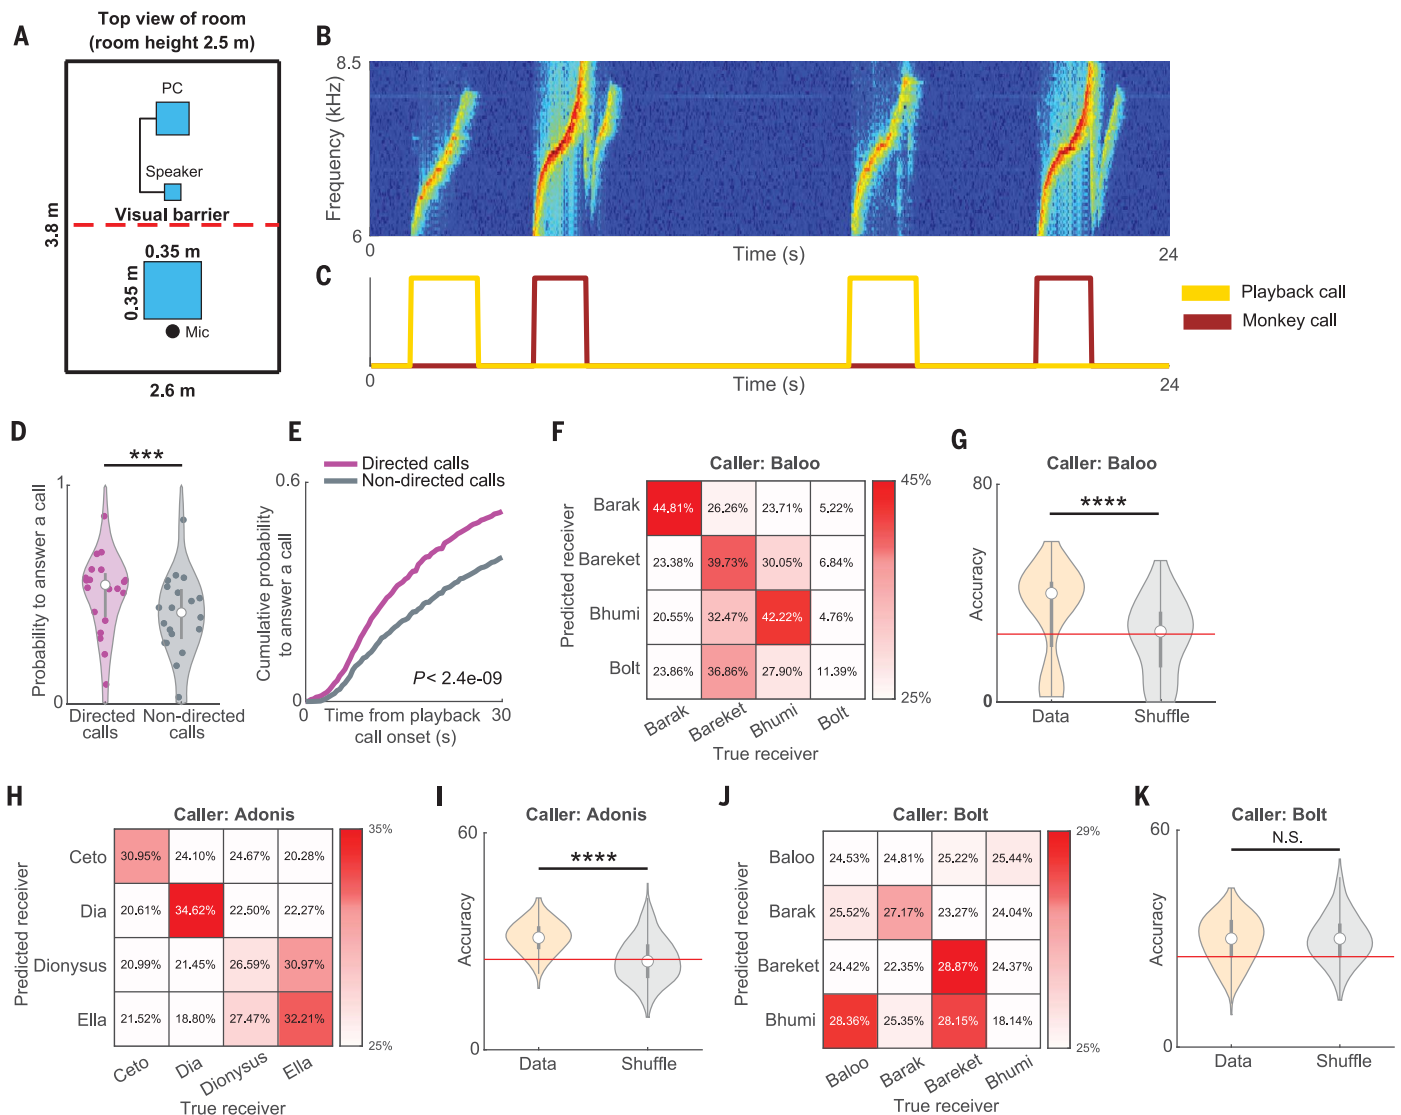 A
Top view of room
(room height 2.5 m)
PC
Speaker
Visual barrier
0.35 m
0.35 m
Mic
3.8 m
2.6 m
B
8.5
Frequency (kHz)
6
0
Time (s)
24
C
Playback call
Monkey call
0
Time (s)
24
D
***
1
Probability to answer a call
0
Directed
calls
Non-directed
calls
E
Directed calls
Non-directed calls
0.6
Cumulative probability
to answer a call
P< 2.4e-09
0
0
Time from playback
call onset (s)
30
F
Caller: Baloo
Predicted receiver
Barak
44.81% 26.26% 23.71% 5.22%
Bareket
23.38% 39.73% 30.05% 6.84%
Bhumi
20.55% 32.47% 42.22% 4.76%
Bolt
23.86% 36.86% 27.90% 11.39%
Barak Bareket Bhumi Bolt
True receiver
45%
25%
G
Caller: Baloo
80
****
Accuracy
0
Data Shuffle
H
Caller: Adonis
Predicted receiver
Ceto
30.95% 24.10% 24.67% 20.28%
Dia
20.61% 34.62% 22.50% 22.27%
Dionysus
20.99% 21.45% 26.59% 30.97%
Ella
21.52% 18.80% 27.47% 32.21%
Ceto Dia Dionysus Ella
True receiver
35%
25%
I
Caller: Adonis
60
****
Accuracy
0
Data Shuffle
J
Caller: Bolt
Predicted receiver
Baloo
24.53% 24.81% 25.22% 25.44%
Barak
25.52% 27.17% 23.27% 24.04%
Bareket
24.42% 22.35% 28.87% 24.37%
Bhumi
28.36% 25.35% 28.15% 18.14%
Baloo Barak Bareket Bhumi
True receiver
29%
25%
K
Caller: Bolt
60
N.S.
Accuracy
0
Data Shuffle